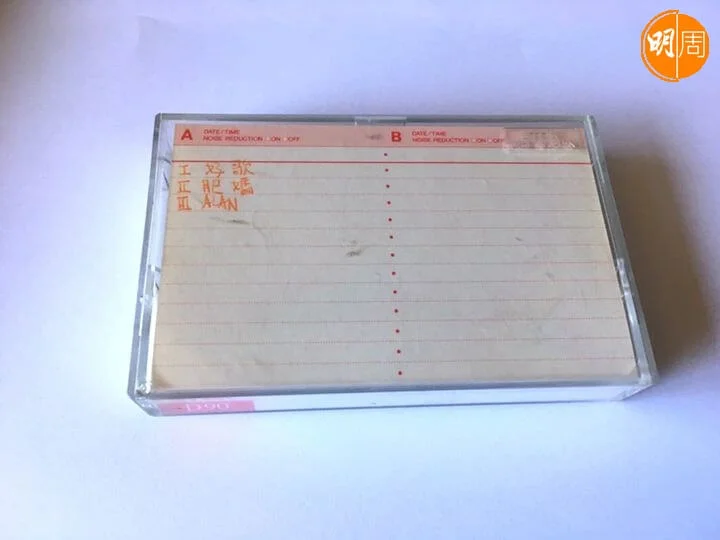 明周
A DATE/TIME
NOISE REDUCTION □ON □OFF
B DATE/TIME
NOISE REDUCTION □ON □OFF
I 好歌
II 肥媽
III ALAN
D90